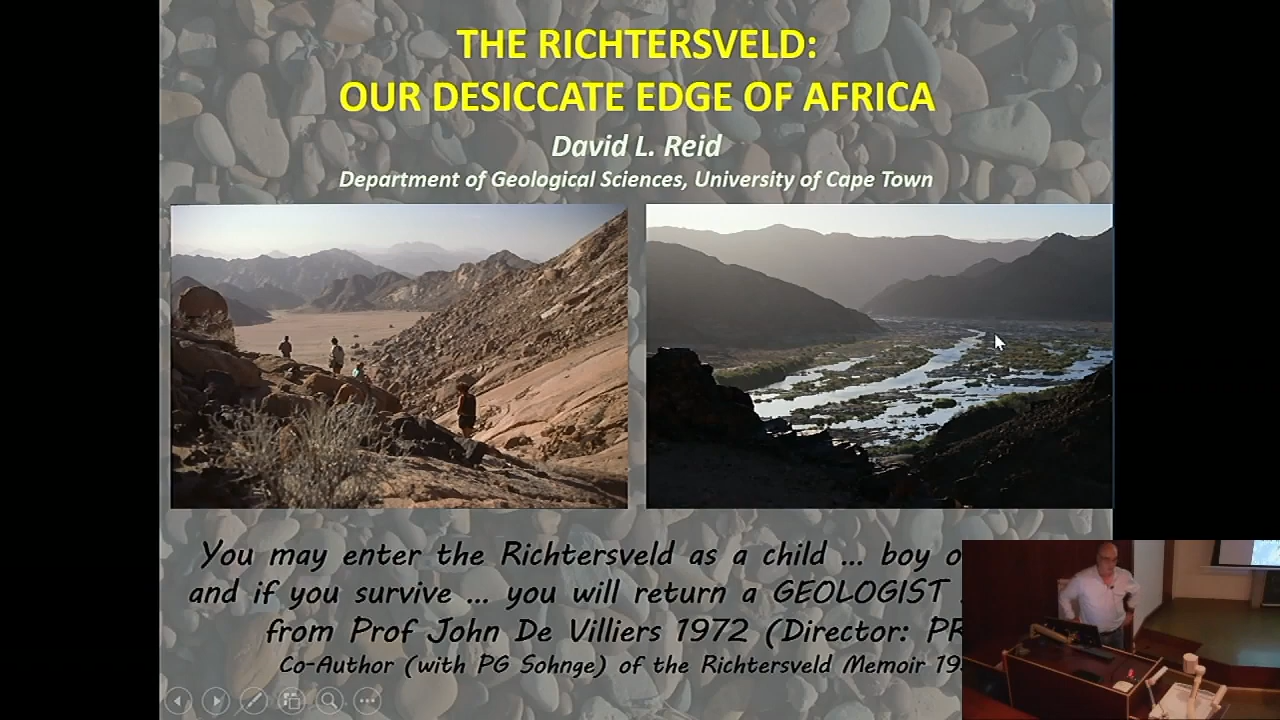 THE RICHTERSVELD:
OUR DESICCATE EDGE OF AFRICA
David L. Reid
Department of Geological Sciences, University of Cape Town
You may enter the Richtersveld as a child ... boy
and if you survive ... you will return a GEOLOGIST
from Prof John De Villiers 1972 (Director:
Co-Author (with PG Sohnge) of the Richtersveld Memoir